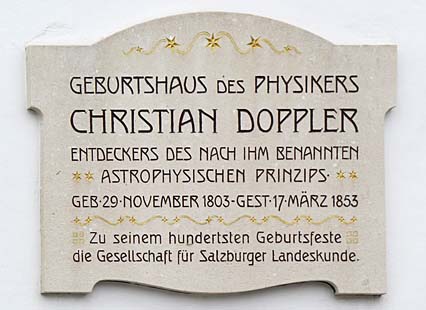 GEBURTSHAUS DES PHYSIKERS
CHRISTIAN DOPPLER
ENTDECKERS DES NACH IHM BENANNTEN
ASTROPHYSISCHEN PRINZIPS·
GEB·29·NOVEMBER 1803-GEST·17·MÄRZ 1853
Zu seinem hundertsten Geburtsfeste
die Gesellschaft für Salzburger Landeskunde.